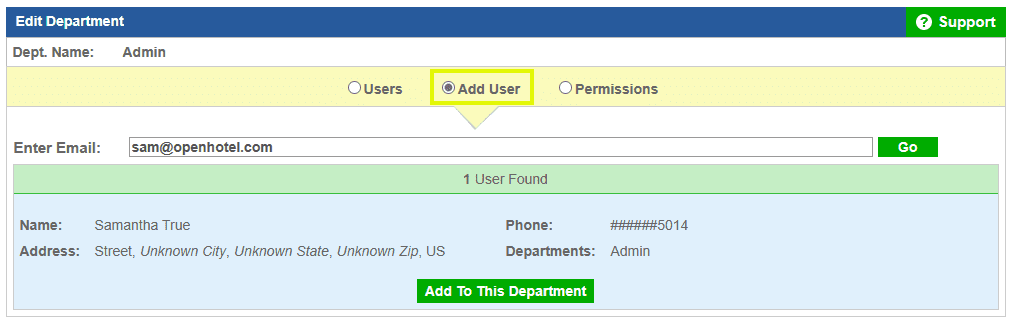 Edit Department
Support
Dept. Name: Admin
Users Add User Permissions
Enter Email: sam@openhotel.com Go
1 User Found
Name: Samantha True Phone: ######5014
Address: Street, Unknown City, Unknown State, Unknown Zip, US Departments: Admin
Add To This Department